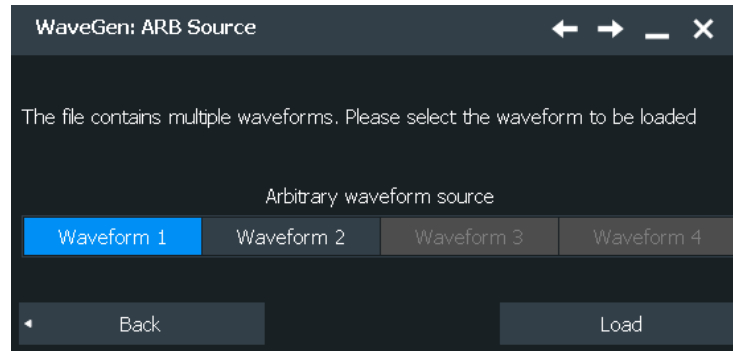 WaveGen: ARB Source
The file contains multiple waveforms. Please select the waveform to be loaded
Arbitrary waveform source
Waveform 1 Waveform 2 Waveform 3 Waveform 4
Back Load